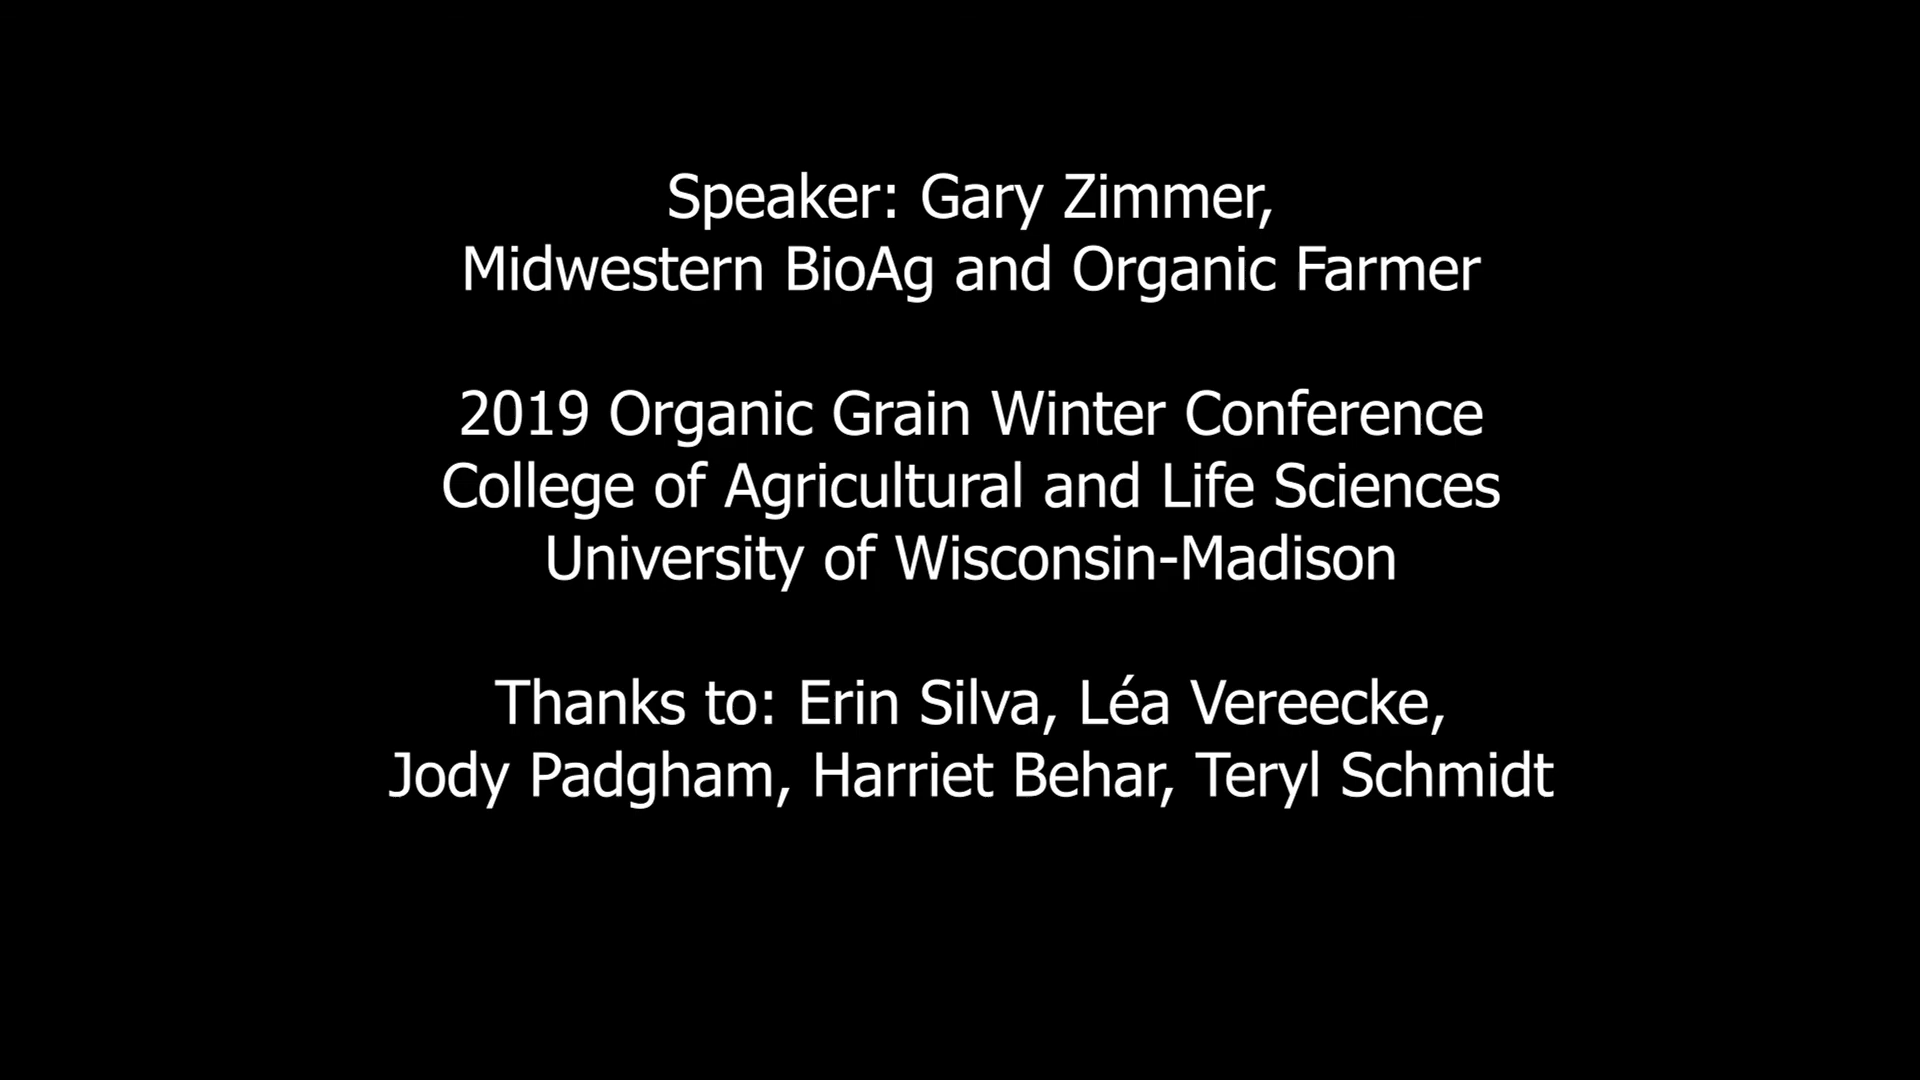 Speaker: Gary Zimmer,
Midwestern BioAg and Organic Farmer
2019 Organic Grain Winter Conference
College of Agricultural and Life Sciences
University of Wisconsin-Madison
Thanks to: Erin Silva, Léa Vereecke,
Jody Padgham, Harriet Behar, Teryl Schmidt